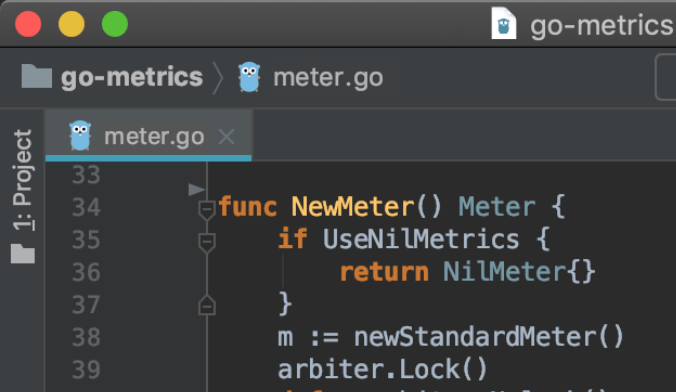 go-metrics
go-metrics meter.go
meter.go
1: Project
33
34 func NewMeter() Meter {
35 if UseNilMetrics {
36 return NilMeter{}
37 }
38 m := newStandardMeter()
39 arbiter.Lock()